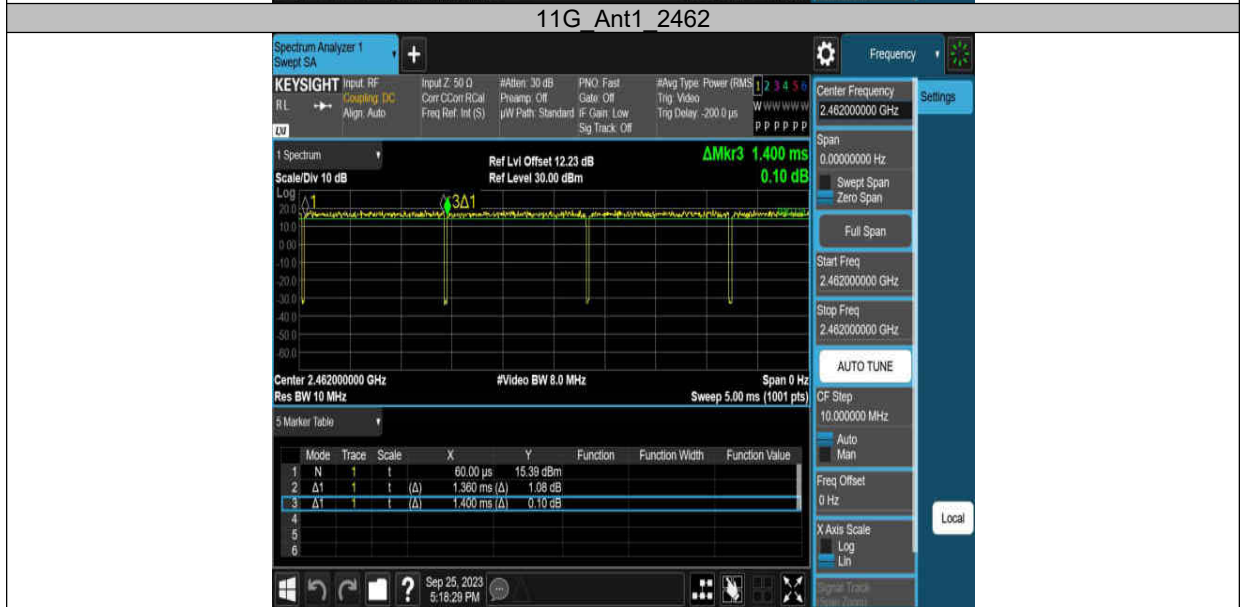 11G_Ant1_2462
Spectrum Analyzer 1
Swept SA
+
Frequency
KEYSIGHT
RL
LXI
Input: RF
Coupling: DC
Align: Auto
Input Z: 50 Ω
Corr CCorr RCal
Freq Ref: Int (S)
#Atten: 30 dB
Preamp: Off
µW Path: Standard
PNO: Fast
Gate: Off
IF Gain: Low
Sig Track: Off
#Avg Type: Power (RMS
Trig: Video
Trig Delay: -200.0 µs
1 2 3 4 5 6
W W W W W W
P P P P P P
1 Spectrum
Scale/Div 10 dB
Ref Lvl Offset 12.23 dB
Ref Level 30.00 dBm
ΔMkr3 1.400 ms
0.10 dB
Log
1
3Δ1
20.0
10.0
0.00
-10.0
-20.0
-30.0
-40.0
-50.0
-60.0
Center 2.462000000 GHz
#Video BW 8.0 MHz
Span 0 Hz
Res BW 10 MHz
Sweep 5.00 ms (1001 pts)
5 Marker Table
Mode Trace Scale X Y Function Function Width Function Value
1 N 1 t 60.00 µs 15.39 dBm
2 Δ1 1 t (Δ) 1.360 ms (Δ) 1.08 dB
3 Δ1 1 t (Δ) 1.400 ms (Δ) 0.10 dB
4
5
6
?
Sep 25, 2023
5:18:29 PM
Center Frequency
2.462000000 GHz
Settings
Span
0.00000000 Hz
Swept Span
Zero Span
Full Span
Start Freq
2.462000000 GHz
Stop Freq
2.462000000 GHz
AUTO TUNE
CF Step
10.000000 MHz
Auto
Man
Freq Offset
0 Hz
X Axis Scale
Log
Lin
Local
Signal Track
(Span Zoom)